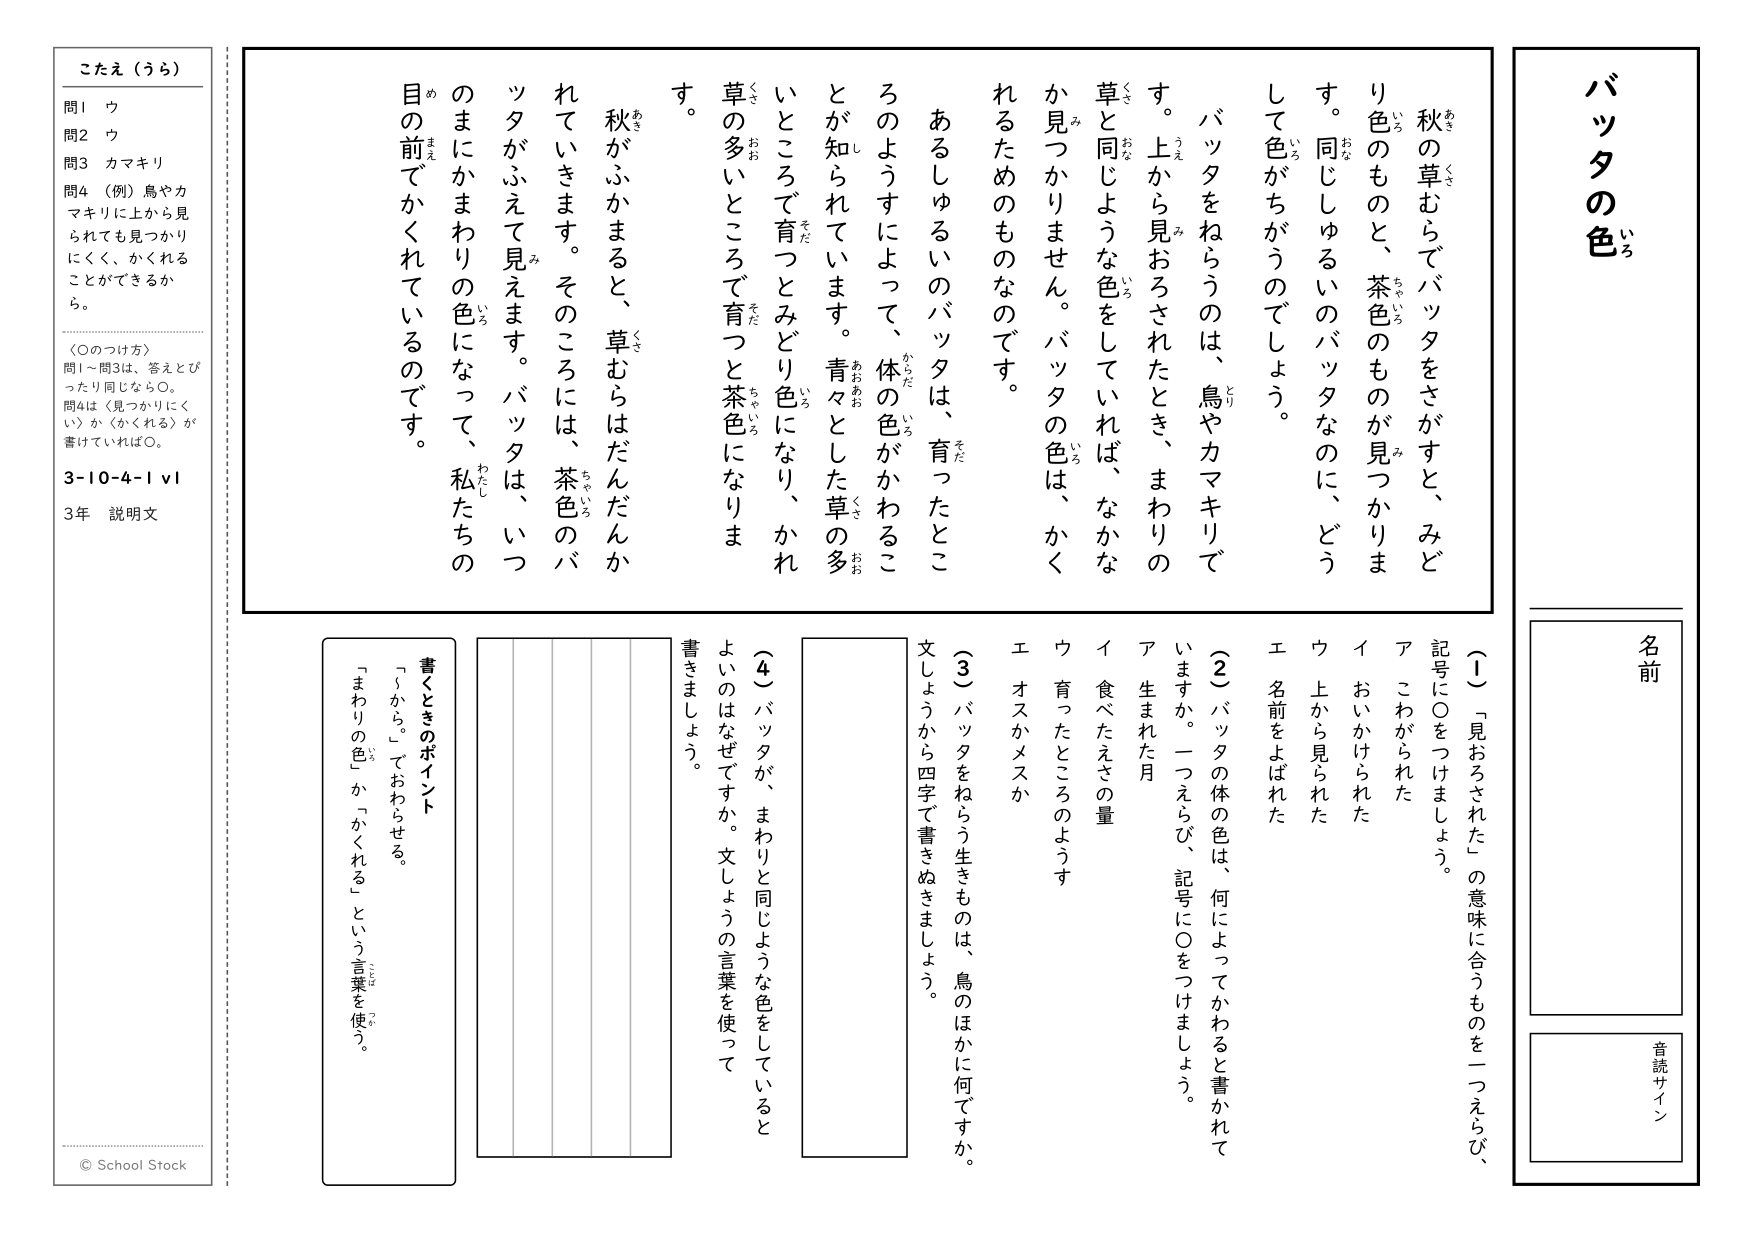 バッタの色
いろ
名前
音読サイン
秋の草むらでバッタをさがすと、みど
り色のものと、茶色のものが見つかりま
す。同じしゅるいのバッタなのに、どう
して色がちがうのでしょう。
バッタをねらうのは、鳥やカマキリで
す。上から見おろされたとき、まわりの
草と同じような色をしていれば、なかな
か見つかりません。バッタの色は、かく
れるためのものなのです。
あるしゅるいのバッタは、育ったとこ
ろのようすによって、体の色がかわるこ
とが知られています。青々とした草の多
いところで育つとみどり色になり、かれ
草の多いところで育つと茶色になりま
す。
秋がふかまると、草むらはだんだんか
れていきます。そのころには、茶色のバ
ッタがふえて見えます。バッタは、いつ
のまにかまわりの色になって、私たちの
目の前でかくれているのです。
(1)「見おろされた」の意味に合うものを一つえらび、
記号に〇をつけましょう。
ア こわがられた
イ おいかけられた
ウ 上から見られた
エ 名前をよばれた
(2)バッタの体の色は、何によってかわると書かれて
いますか。一つえらび、記号に〇をつけましょう。
ア 生まれた月
イ 食べたえさの量
ウ 育ったところのようす
エ オスかメスか
(3)バッタをねらう生きものは、鳥のほかに何ですか。
文しょうから四字で書きぬきましょう。
(4)バッタが、まわりと同じような色をしていると
よいのはなぜですか。文しょうの言葉を使って
書きましょう。
書くときのポイント
「〜から。」でおわらせる。
「まわりの色」か「かくれる」という言葉を使う。
こたえ(うら)
問1 ウ
問2 ウ
問3 カマキリ
問4 (例)鳥やカ
マキリに上から見
られても見つかり
にくく、かくれる
ことができるか
ら。
〈〇のつけ方〉
問1〜問3は、答えとぴ
ったり同じなら〇。
問4は〈見つかりにく
い〉か〈かくれる〉が
書けていれば〇。
3-10-4-1 v1
3年 説明文
© School Stock